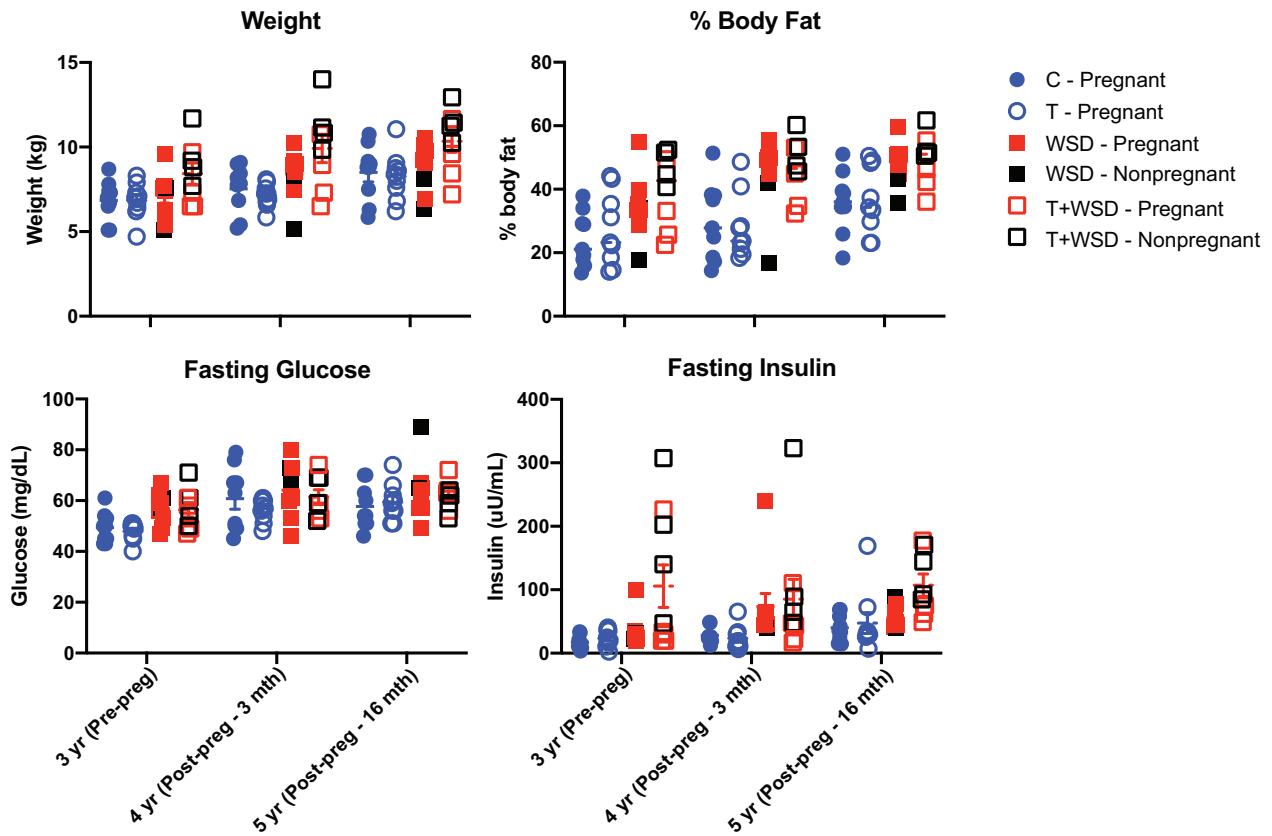 Weight
Weight (kg)
15
10
5
0
% Body Fat
% body fat
80
60
40
20
0
C - Pregnant
T - Pregnant
WSD - Pregnant
WSD - Nonpregnant
T+WSD - Pregnant
T+WSD - Nonpregnant
Fasting Glucose
Glucose (mg/dL)
100
80
60
40
20
0
3 yr (Pre-preg)
4 yr (Post-preg - 3 mth)
5 yr (Post-preg - 16 mth)
Fasting Insulin
Insulin (uU/mL)
400
300
200
100
0
3 yr (Pre-preg)
4 yr (Post-preg - 3 mth)
5 yr (Post-preg - 16 mth)